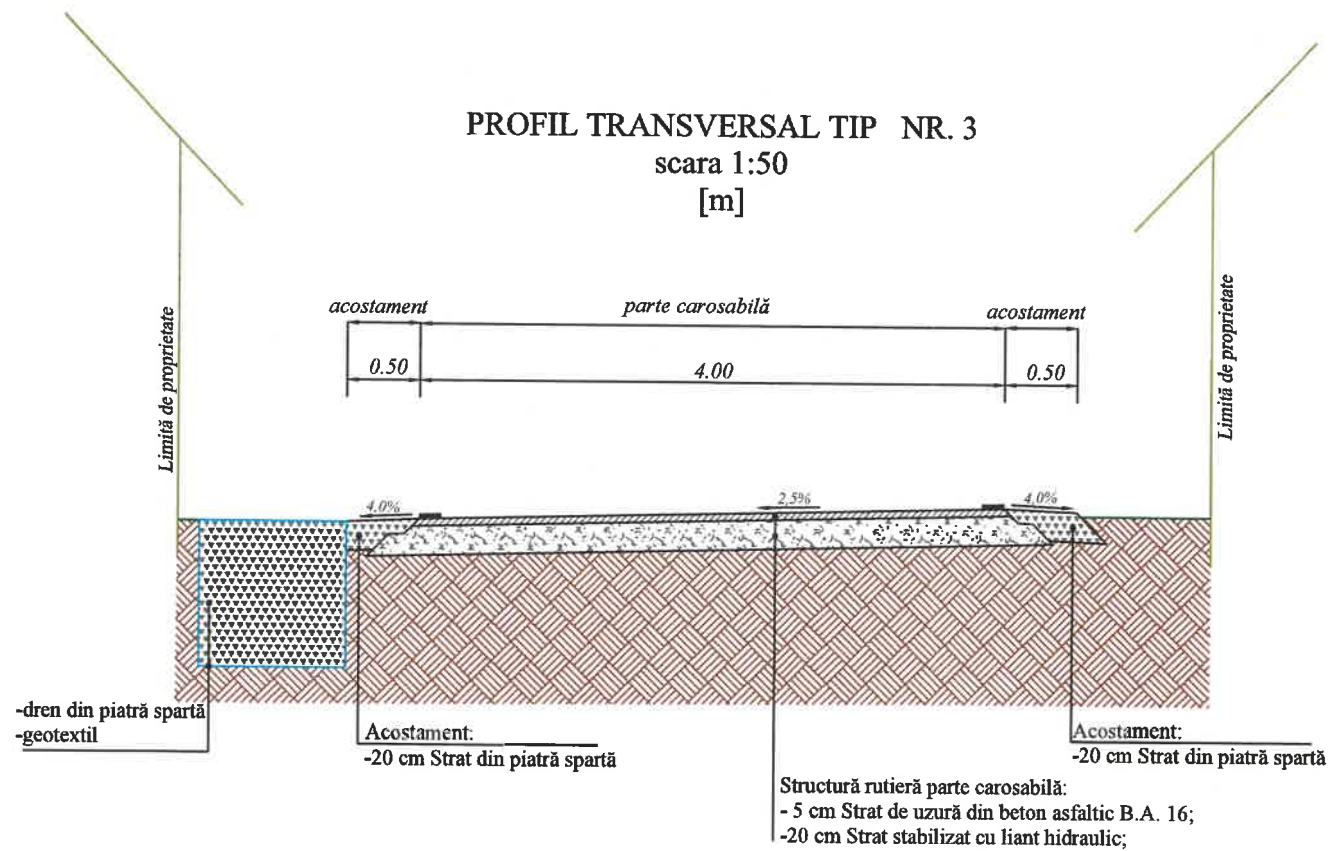 PROFIL TRANSVERSAL TIP NR. 3
scara 1:50
[m]
Limită de proprietate
acostament
parte carosabilă
acostament
0.50
4.00
0.50
Limită de proprietate
4,0%
2,5%
4,0%
-dren din piatră spartă
-geotextil
Acostament:
-20 cm Strat din piatră spartă
Acostament:
-20 cm Strat din piatră spartă
Structură rutieră parte carosabilă:
- 5 cm Strat de uzură din beton asfaltic B.A. 16;
-20 cm Strat stabilizat cu liant hidraulic;